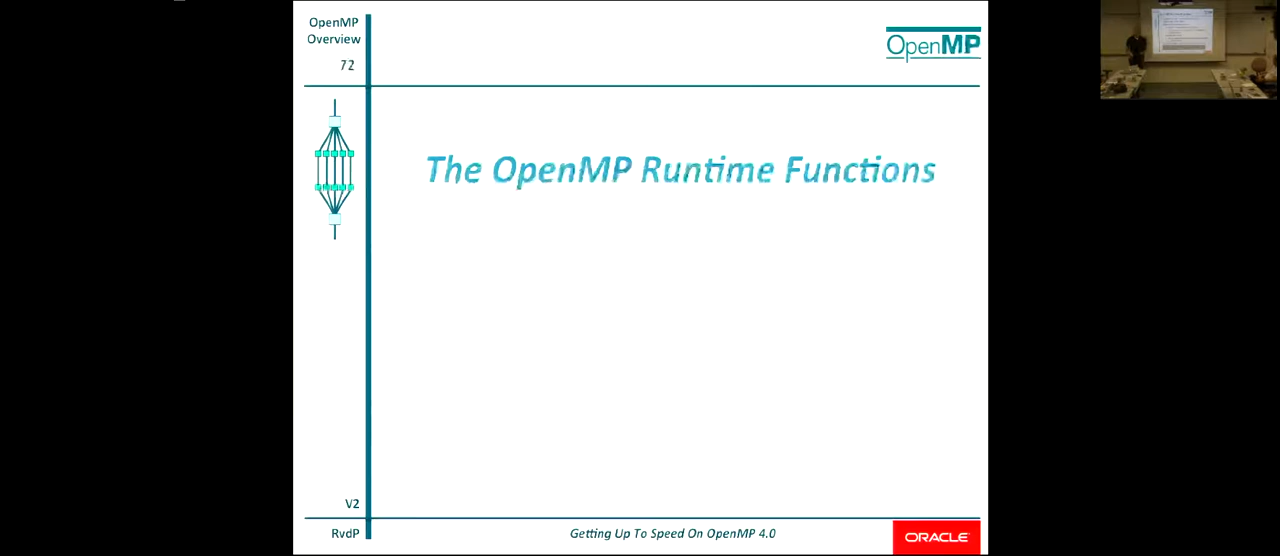 OpenMP
Overview
72
OpenMP
The OpenMP Runtime Functions
V2
RvdP
Getting Up To Speed On OpenMP 4.0
ORACLE